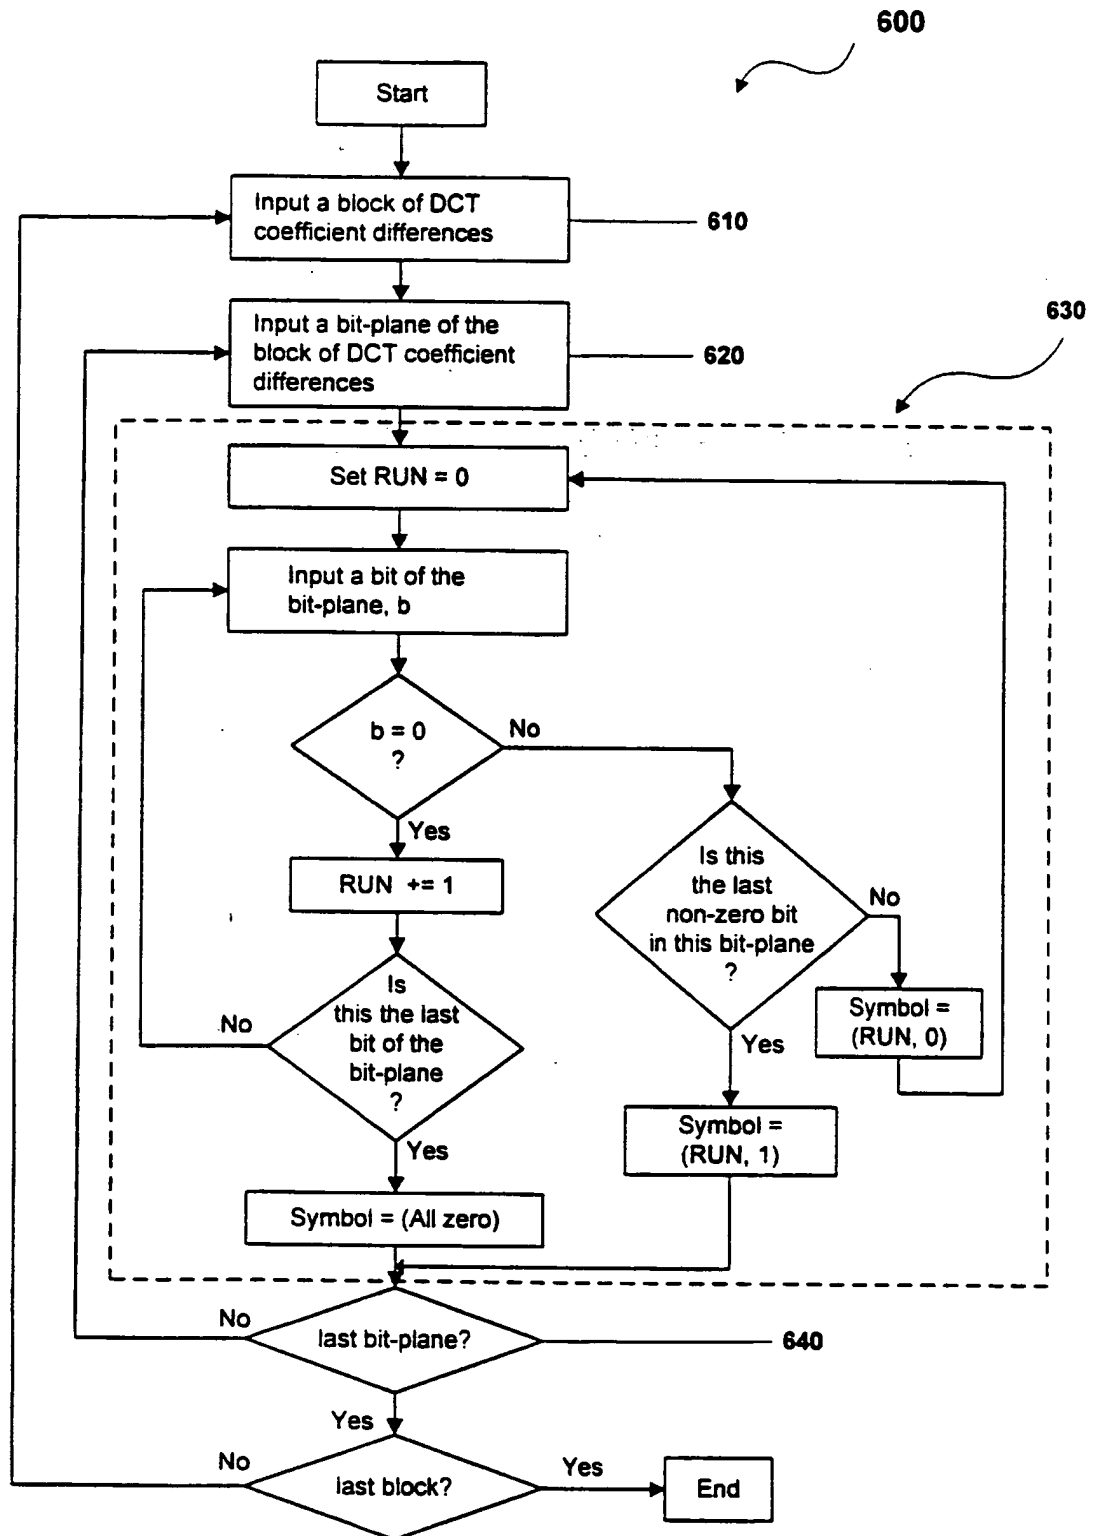 600
Start
Input a block of DCT
coefficient differences
610
630
Input a bit-plane of the
block of DCT coefficient
differences
620
Set RUN = 0
Input a bit of the
bit-plane, b
b = 0
?
No
Yes
RUN += 1
Is this
the last
non-zero bit
in this bit-plane
?
No
Is
this the last
bit of the
bit-plane
?
No
Symbol =
(RUN, 0)
Yes
Symbol =
(RUN, 1)
Yes
Symbol = (All zero)
No
last bit-plane?
640
Yes
No
last block?
Yes
End